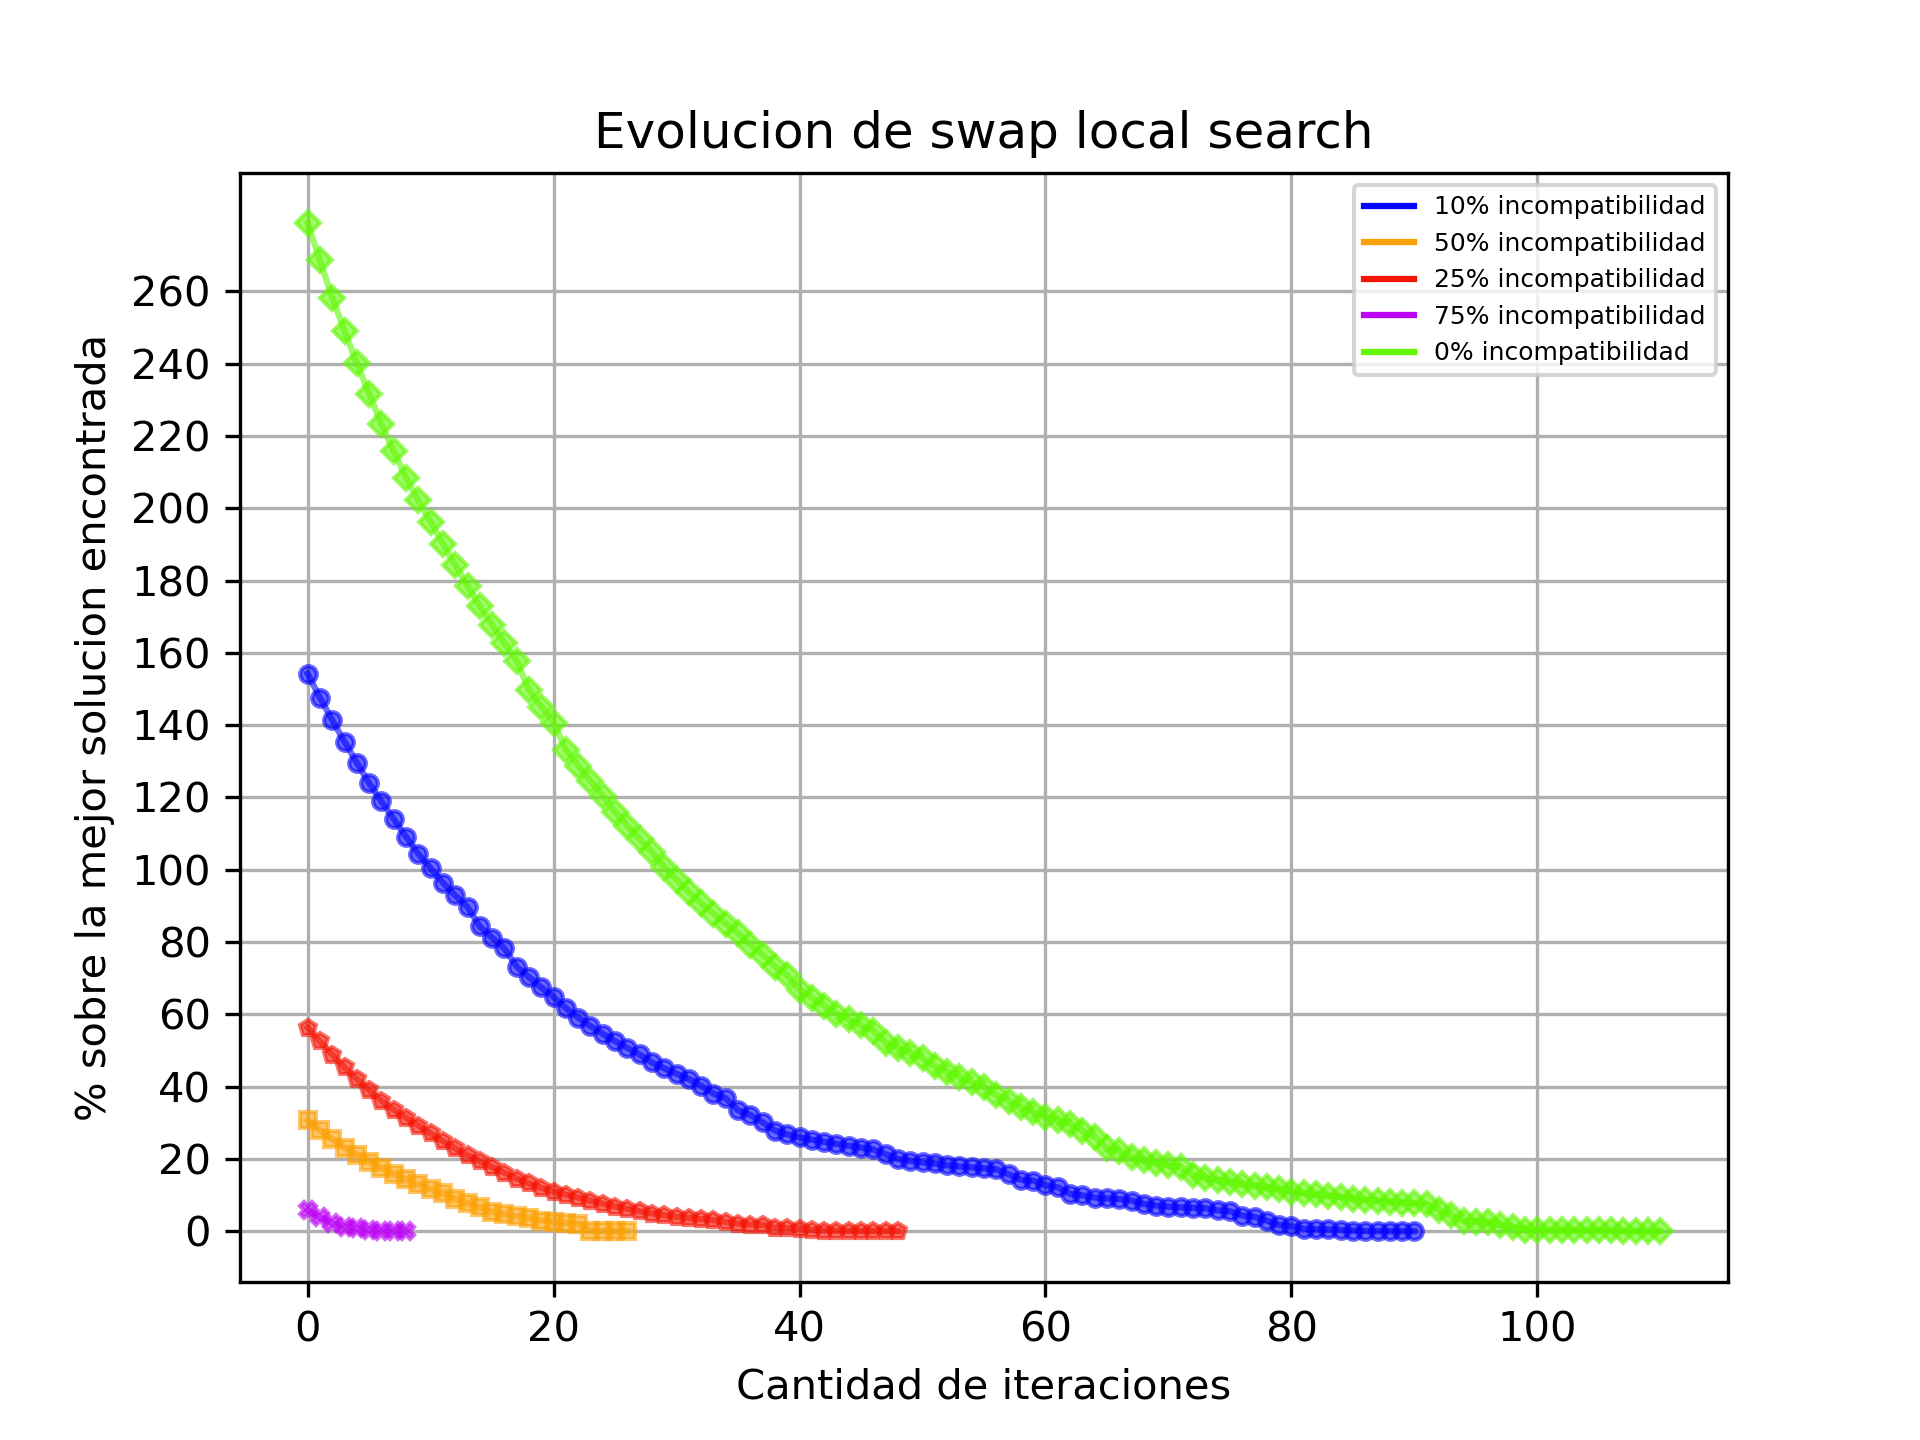 Evolucion de swap local search
10% incompatibilidad
50% incompatibilidad
25% incompatibilidad
75% incompatibilidad
0% incompatibilidad
% sobre la mejor solucion encontrada
260
240
220
200
180
160
140
120
100
80
60
40
20
0
0 20 40 60 80 100
Cantidad de iteraciones